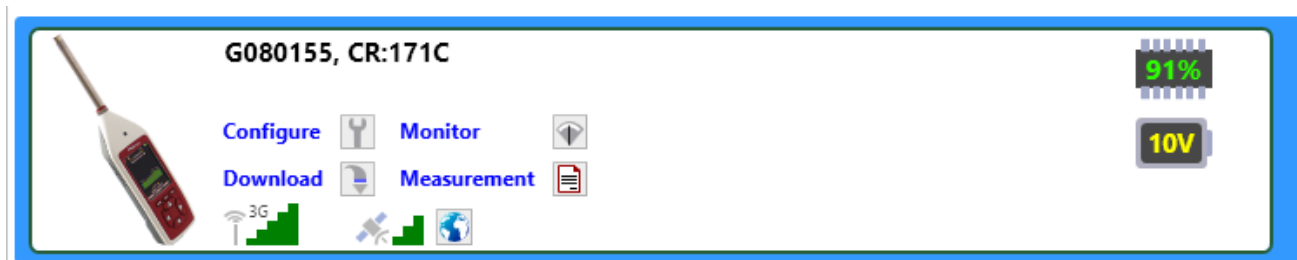 G080155, CR:171C
91%
Configure Monitor
10V
Download Measurement
3G